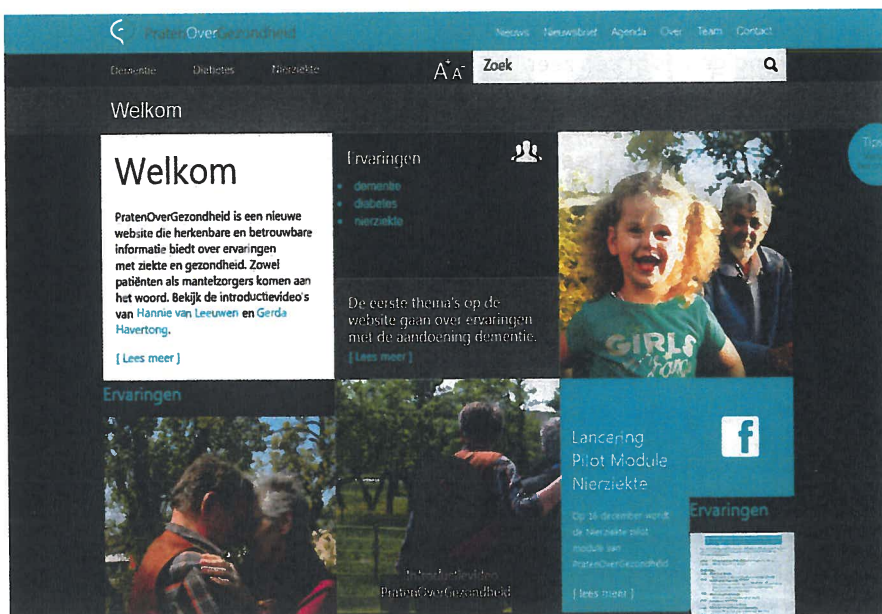 PratenOverGezondheid
Nieuws Nieuwsbrief Agenda Over Team Contact
Dementie Diabetes Nierziekte
A+ A-
Zoek
Welkom
Tips
Welkom
PratenOverGezondheid is een nieuwe
website die herkenbare en betrouwbare
informatie biedt over ervaringen
met ziekte en gezondheid. Zowel
patiënten als mantelzorgers komen aan
het woord. Bekijk de introductievideo's
van Hannie van Leeuwen en Gerda
Havertong.
[ Lees meer ]
Ervaringen
dementie
diabetes
nierziekte
De eerste thema's op de
website gaan over ervaringen
met de aandoening dementie.
[ Lees meer ]
GIRLS
Ervaringen
Introductievideo
PratenOverGezondheid
Lancering
Pilot Module
Nierziekte
Op 16 december wordt
de Nierziekte pilot
module van
PratenOverGezondheid
[ lees meer ]
f
Ervaringen